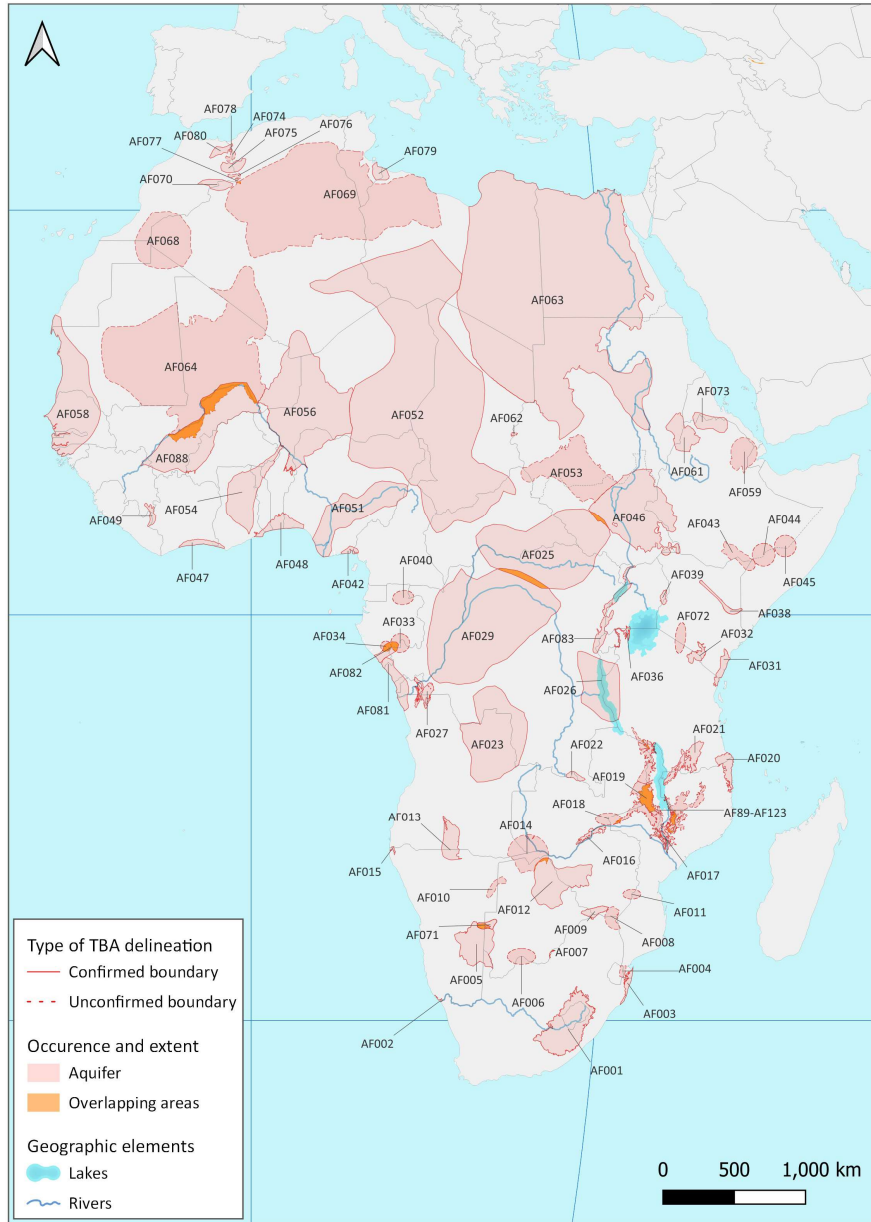 AF078
AF074
AF076
AF077
AF080
AF075
AF079
AF070
AF069
AF068
AF063
AF064
AF058
AF056
AF052
AF062
AF073
AF088
AF053
AF061
AF059
AF049
AF054
AF051
AF046
AF043
AF044
AF047
AF048
AF042
AF040
AF025
AF039
AF045
AF038
AF034
AF033
AF029
AF083
AF072
AF032
AF082
AF036
AF031
AF081
AF027
AF026
AF023
AF022
AF021
AF020
AF019
AF013
AF014
AF018
AF89-AF123
AF015
AF016
AF017
AF010
AF012
AF011
AF071
AF009
AF008
AF005
AF006
AF007
AF004
AF003
AF002
AF001
Type of TBA delineation
Confirmed boundary
Unconfirmed boundary
Occurence and extent
Aquifer
Overlapping areas
Geographic elements
Lakes
Rivers
0 500 1,000 km